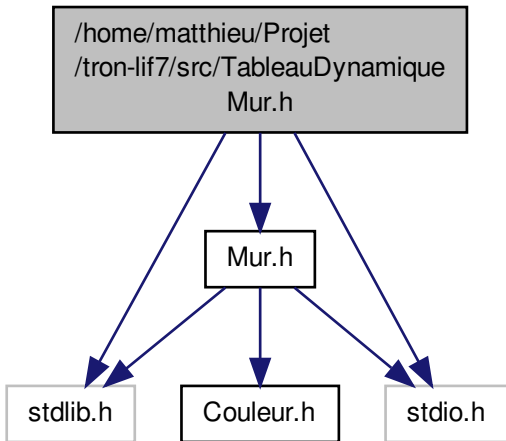 /home/matthieu/Projet
/tron-lif7/src/TableauDynamique
Mur.h
Mur.h
stdlib.h
Couleur.h
stdio.h